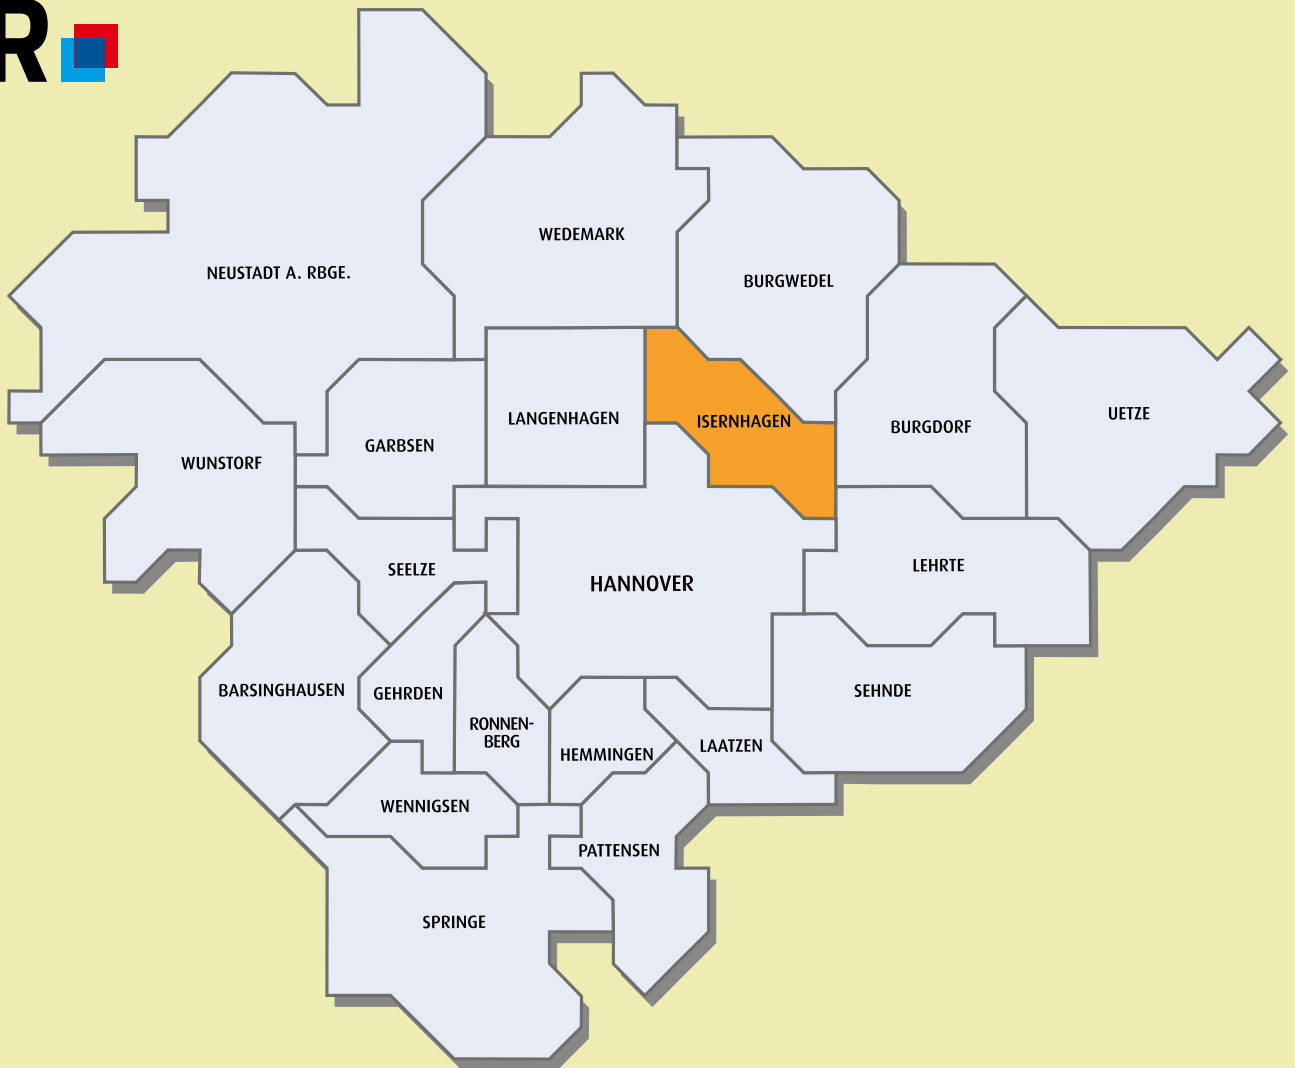 R
WEDEMARK
NEUSTADT A. RBGE.
BURGWEDEL
LANGENHAGEN
ISERNHAGEN
UETZE
BURGDORF
GARBSEN
WUNSTORF
SEELZE
HANNOVER
LEHRTE
BARSINGHAUSEN
GEHRDEN
SEHNDE
RONNEN-
BERG
LAATZEN
HEMMINGEN
WENNIGSEN
PATTENSEN
SPRINGE